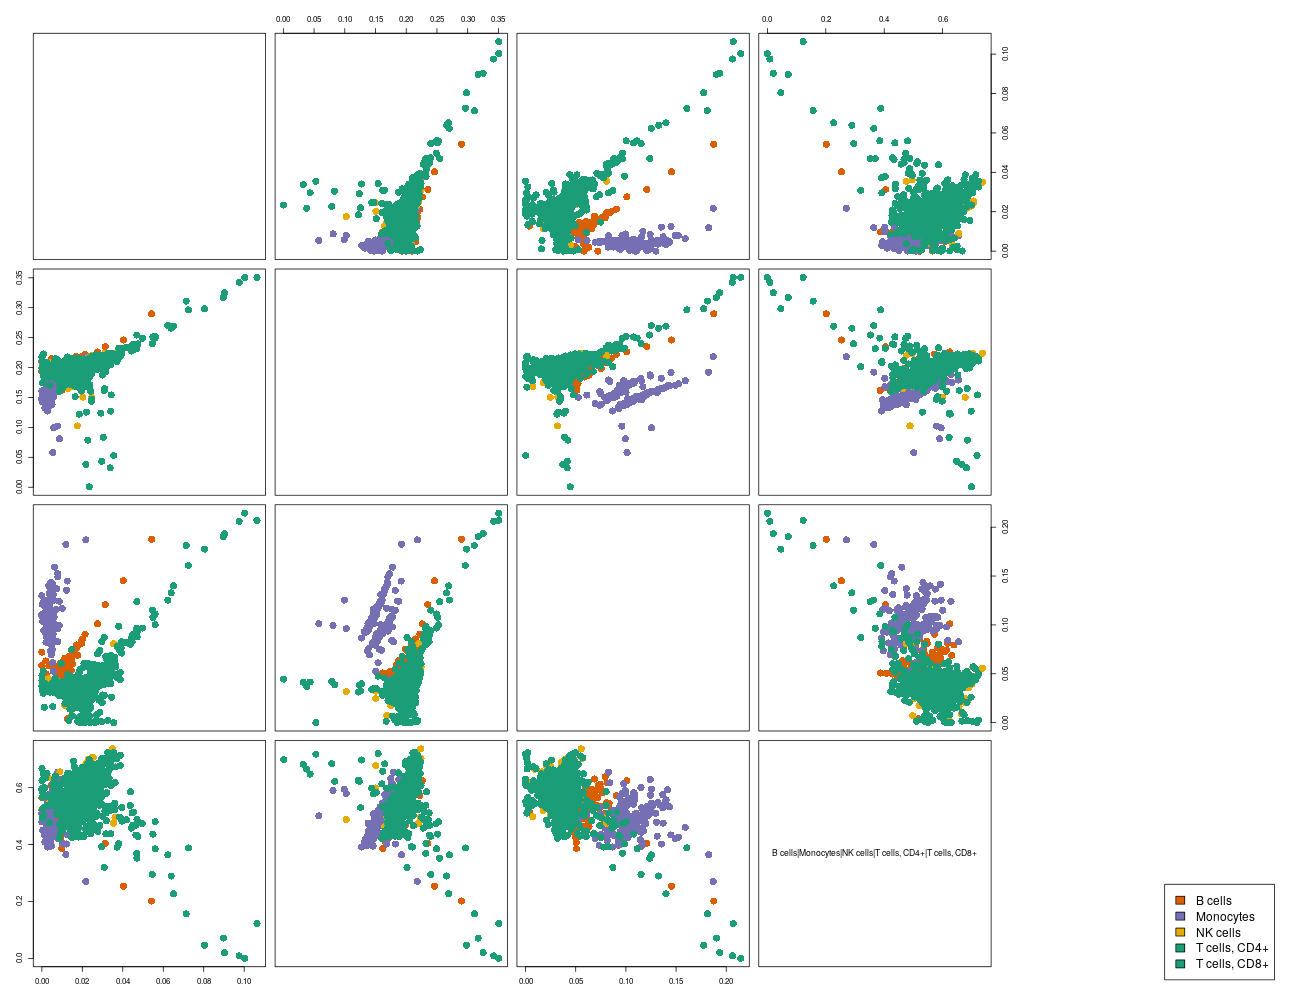 0.00 0.05 0.10 0.15 0.20 0.25 0.30 0.35
0.0 0.2 0.4 0.6
0.10
0.08
0.06
0.04
0.02
0.00
0.35
0.30
0.25
0.20
0.15
0.10
0.05
0.00
0.20
0.15
0.10
0.05
0.00
0.6
0.4
0.2
0.0
B cells|Monocytes|NK cells|T cells, CD4+|T cells, CD8+
0.00 0.02 0.04 0.06 0.08 0.10
0.00 0.05 0.10 0.15 0.20
B cells
Monocytes
NK cells
T cells, CD4+
T cells, CD8+